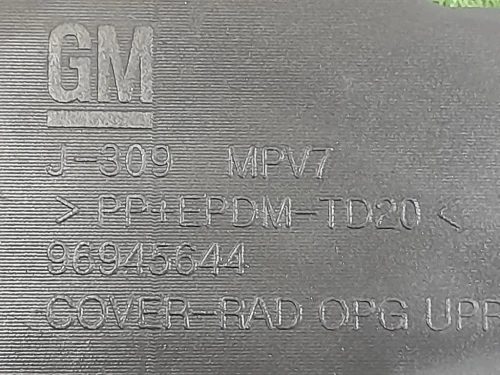 GM
J-309 MPV7
> PP+EPDM-TD20 <
96945644
COVER-RAD OPG UPR